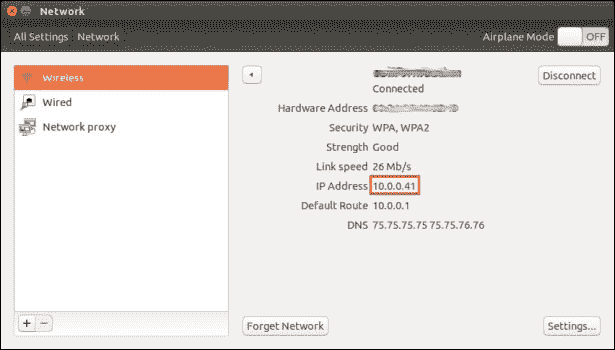 Network
All Settings Network
Airplane Mode OFF
Wireless
Wired
Network proxy
Connected
Disconnect
Hardware Address
Security WPA, WPA2
Strength Good
Link speed 26 Mb/s
IP Address 10.0.0.41
Default Route 10.0.0.1
DNS 75.75.75.75 75.75.76.76
+ −
Forget Network
Settings...